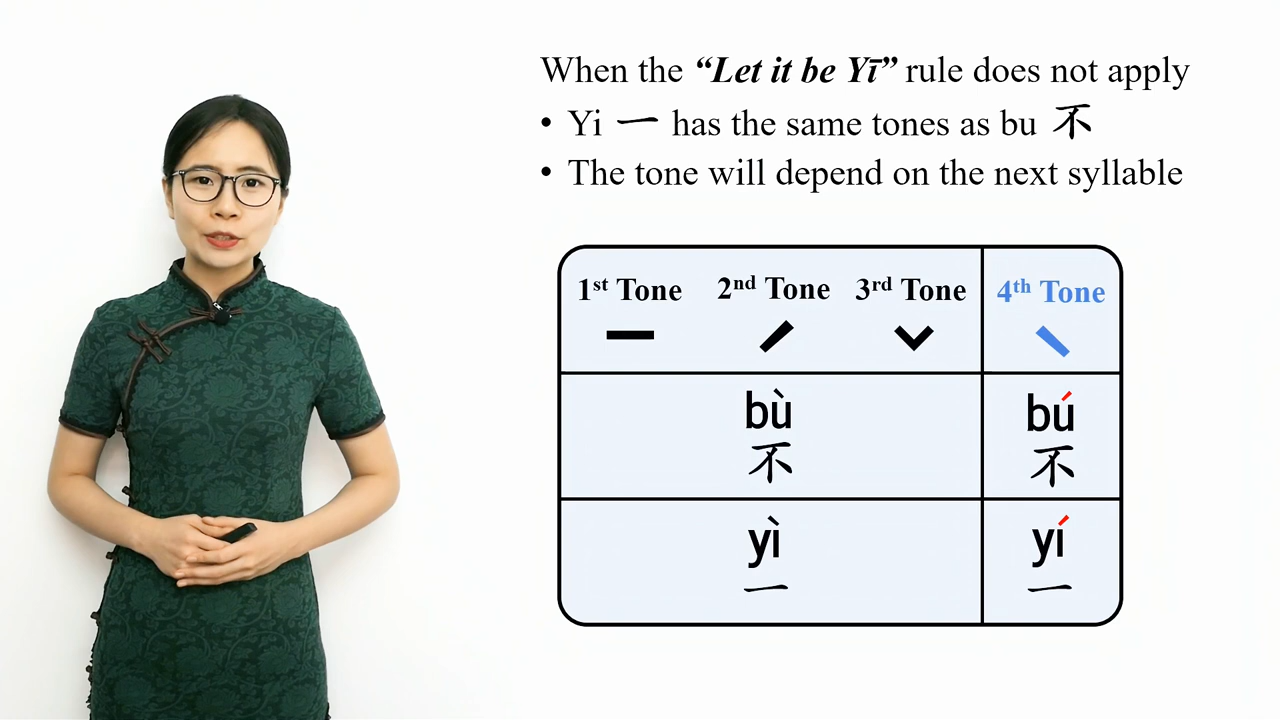 When the “Let it be Yī” rule does not apply
• Yi 一 has the same tones as bu 不
• The tone will depend on the next syllable
1st Tone 2nd Tone 3rd Tone 4th Tone
bù bú
不 不
yì yí
一 一